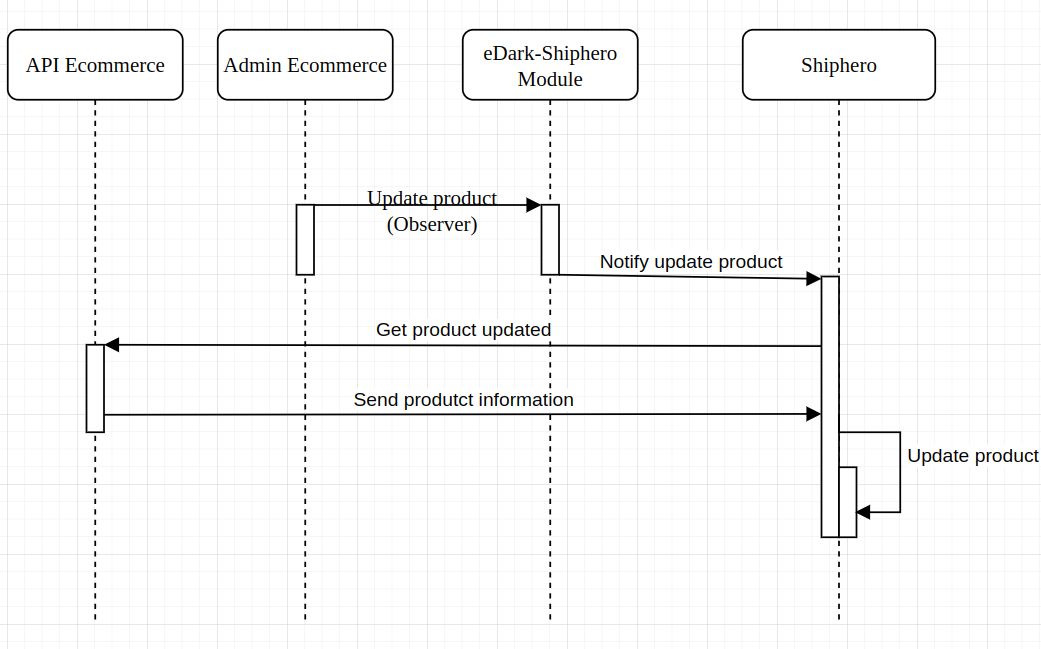 API Ecommerce
Admin Ecommerce
eDark-Shiphero
Module
Shiphero
Update product
(Observer)
Notify update product
Get product updated
Send produtct information
Update product